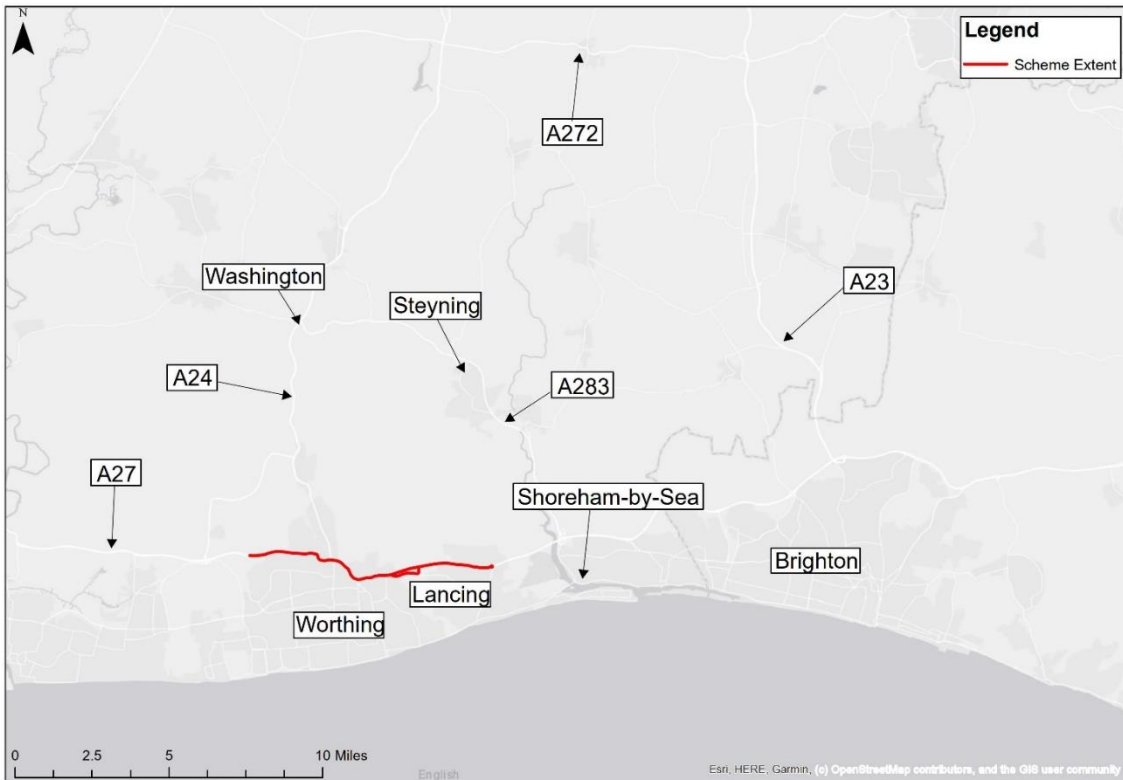 N
Legend
Scheme Extent
A272
Washington
Steyning
A23
A24
A283
A27
Shoreham-by-Sea
Brighton
Lancing
Worthing
0 2.5 5 10 Miles
English
Esri, HERE, Garmin, (c) OpenStreetMap contributors, and the GIS user community